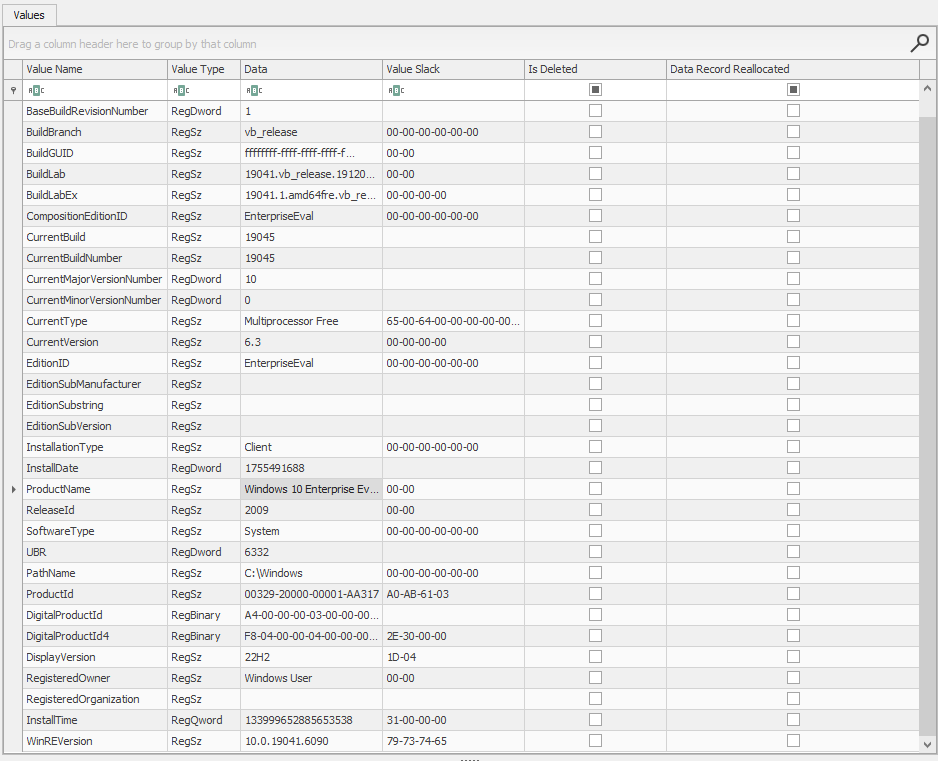 Values
Drag a column header here to group by that column
Value Name Value Type Data Value Slack Is Deleted Data Record Reallocated
ABC ABC ABC ABC
BaseBuildRevisionNumber RegDword 1
BuildBranch RegSz vb_release 00-00-00-00-00-00
BuildGUID RegSz ffffffff-ffff-ffff-ffff-f... 00-00
BuildLab RegSz 19041.vb_release.19120... 00-00
BuildLabEx RegSz 19041.1.amd64fre.vb_re... 00-00-00-00
CompositionEditionID RegSz EnterpriseEval 00-00-00-00-00-00
CurrentBuild RegSz 19045
CurrentBuildNumber RegSz 19045
CurrentMajorVersionNumber RegDword 10
CurrentMinorVersionNumber RegDword 0
CurrentType RegSz Multiprocessor Free 65-00-64-00-00-00-00-00...
CurrentVersion RegSz 6.3 00-00-00-00
EditionID RegSz EnterpriseEval 00-00-00-00-00-00
EditionSubManufacturer RegSz
EditionSubstring RegSz
EditionSubVersion RegSz
InstallationType RegSz Client 00-00-00-00-00-00
InstallDate RegDword 1755491688
ProductName RegSz Windows 10 Enterprise Ev... 00-00
ReleaseId RegSz 2009 00-00
SoftwareType RegSz System 00-00-00-00-00-00
UBR RegDword 6332
PathName RegSz C:\Windows 00-00-00-00-00-00
ProductId RegSz 00329-20000-00001-AA317 A0-AB-61-03
DigitalProductId RegBinary A4-00-00-00-03-00-00-00...
DigitalProductId4 RegBinary F8-04-00-00-04-00-00-00... 2E-30-00-00
DisplayVersion RegSz 22H2 1D-04
RegisteredOwner RegSz Windows User 00-00
RegisteredOrganization RegSz
InstallTime RegQword 133999652885653538 31-00-00-00
WinREVersion RegSz 10.0.19041.6090 79-73-74-65